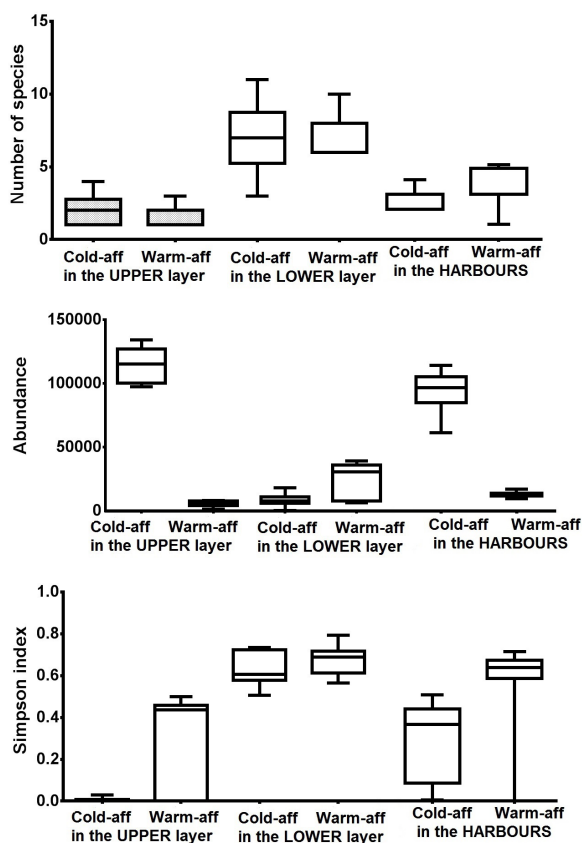 Number of species
15
10
5
0
Cold-aff Warm-aff Cold-aff Warm-aff Cold-aff Warm-aff
in the UPPER layer in the LOWER layer in the HARBOURS
Abundance
150000
100000
50000
0
Cold-aff Warm-aff Cold-aff Warm-aff Cold-aff Warm-aff
in the UPPER layer in the LOWER layer in the HARBOURS
Simpson index
1.0
0.8
0.6
0.4
0.2
0.0
Cold-aff Warm-aff Cold-aff Warm-aff Cold-aff Warm-aff
in the UPPER layer in the LOWER layer in the HARBOURS